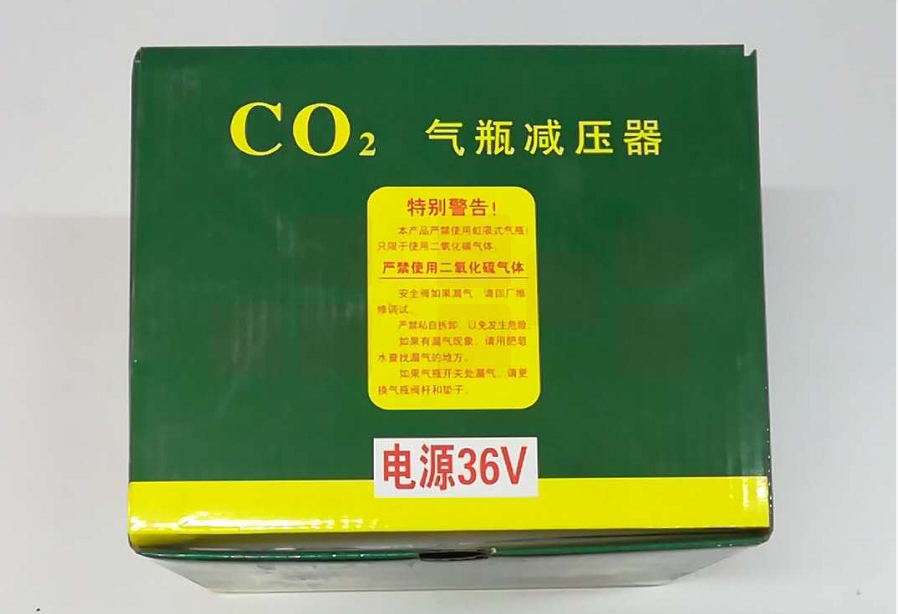 CO₂ 气瓶减压器
特别警告!
本产品严禁使用虹吸式气瓶
只限于使用二氧化碳气体
严禁使用二氧化硫气体
安全阀如果漏气 请回厂维
修调试。
严禁私自拆卸、以免发生危险。
如果有漏气现象、请用肥皂
水查找漏气的地方。
如果气瓶开关处漏气、请更
换气瓶阀杆和垫子。
电源36V